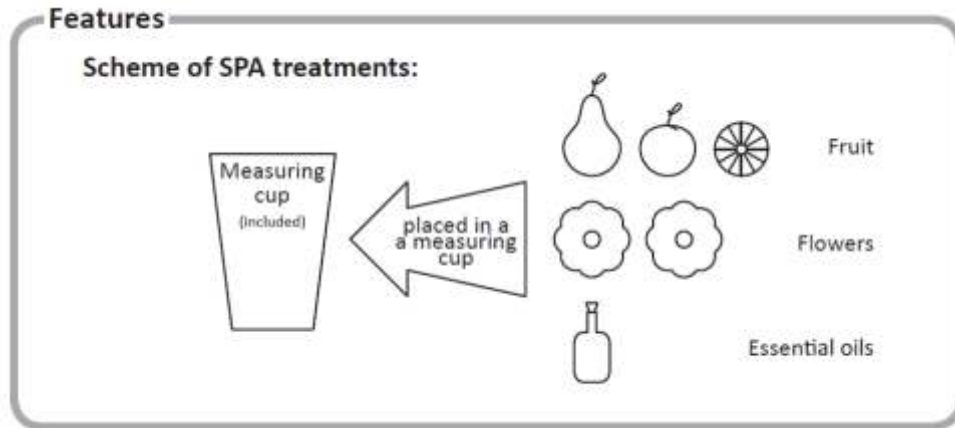 Features
Scheme of SPA treatments:
Measuring
cup
(included)
placed in a
a measuring
cup
Fruit
Flowers
Essential oils